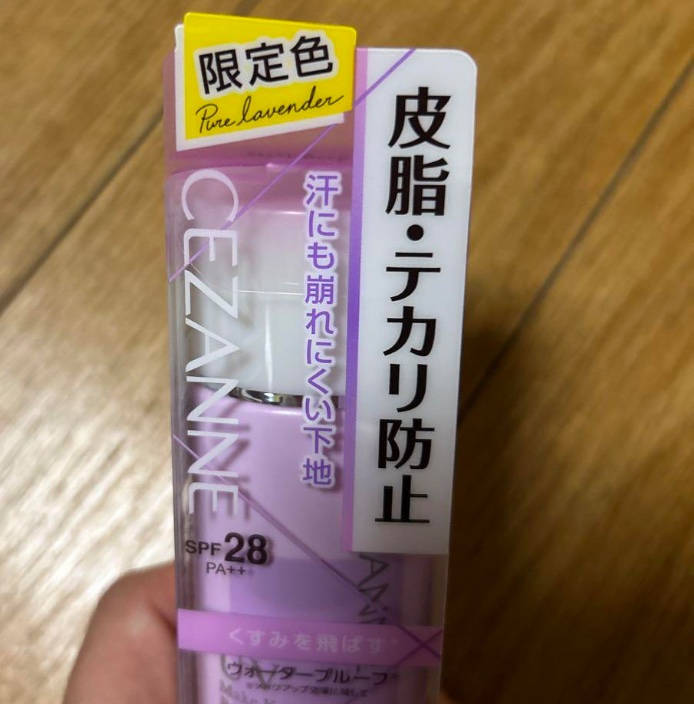 限定色
Pure lavender
皮脂・テカリ防止
汗にも崩れにくい下地
CEZANNE
SPF28
PA++
くすみを飛ばす
ウォータープルーフ